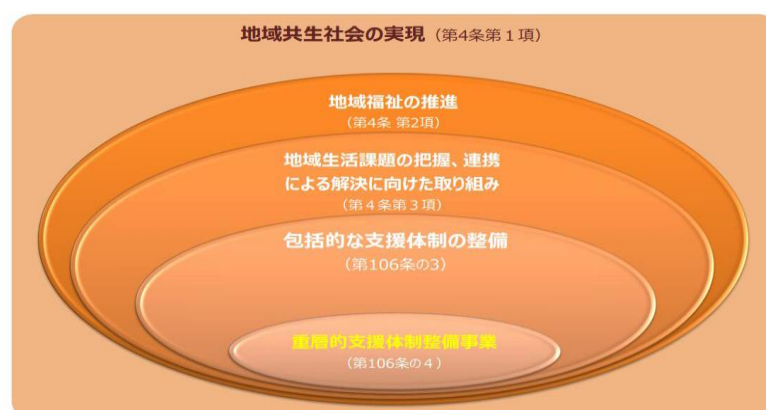 地域共生社会の実現（第4条第１項）
地域福祉の推進
（第4条 第2項）
地域生活課題の把握、連携
による解決に向けた取り組み
（第４条第３項）
包括的な支援体制の整備
（第106条の3）
重層的支援体制整備事業
（第106条の４）